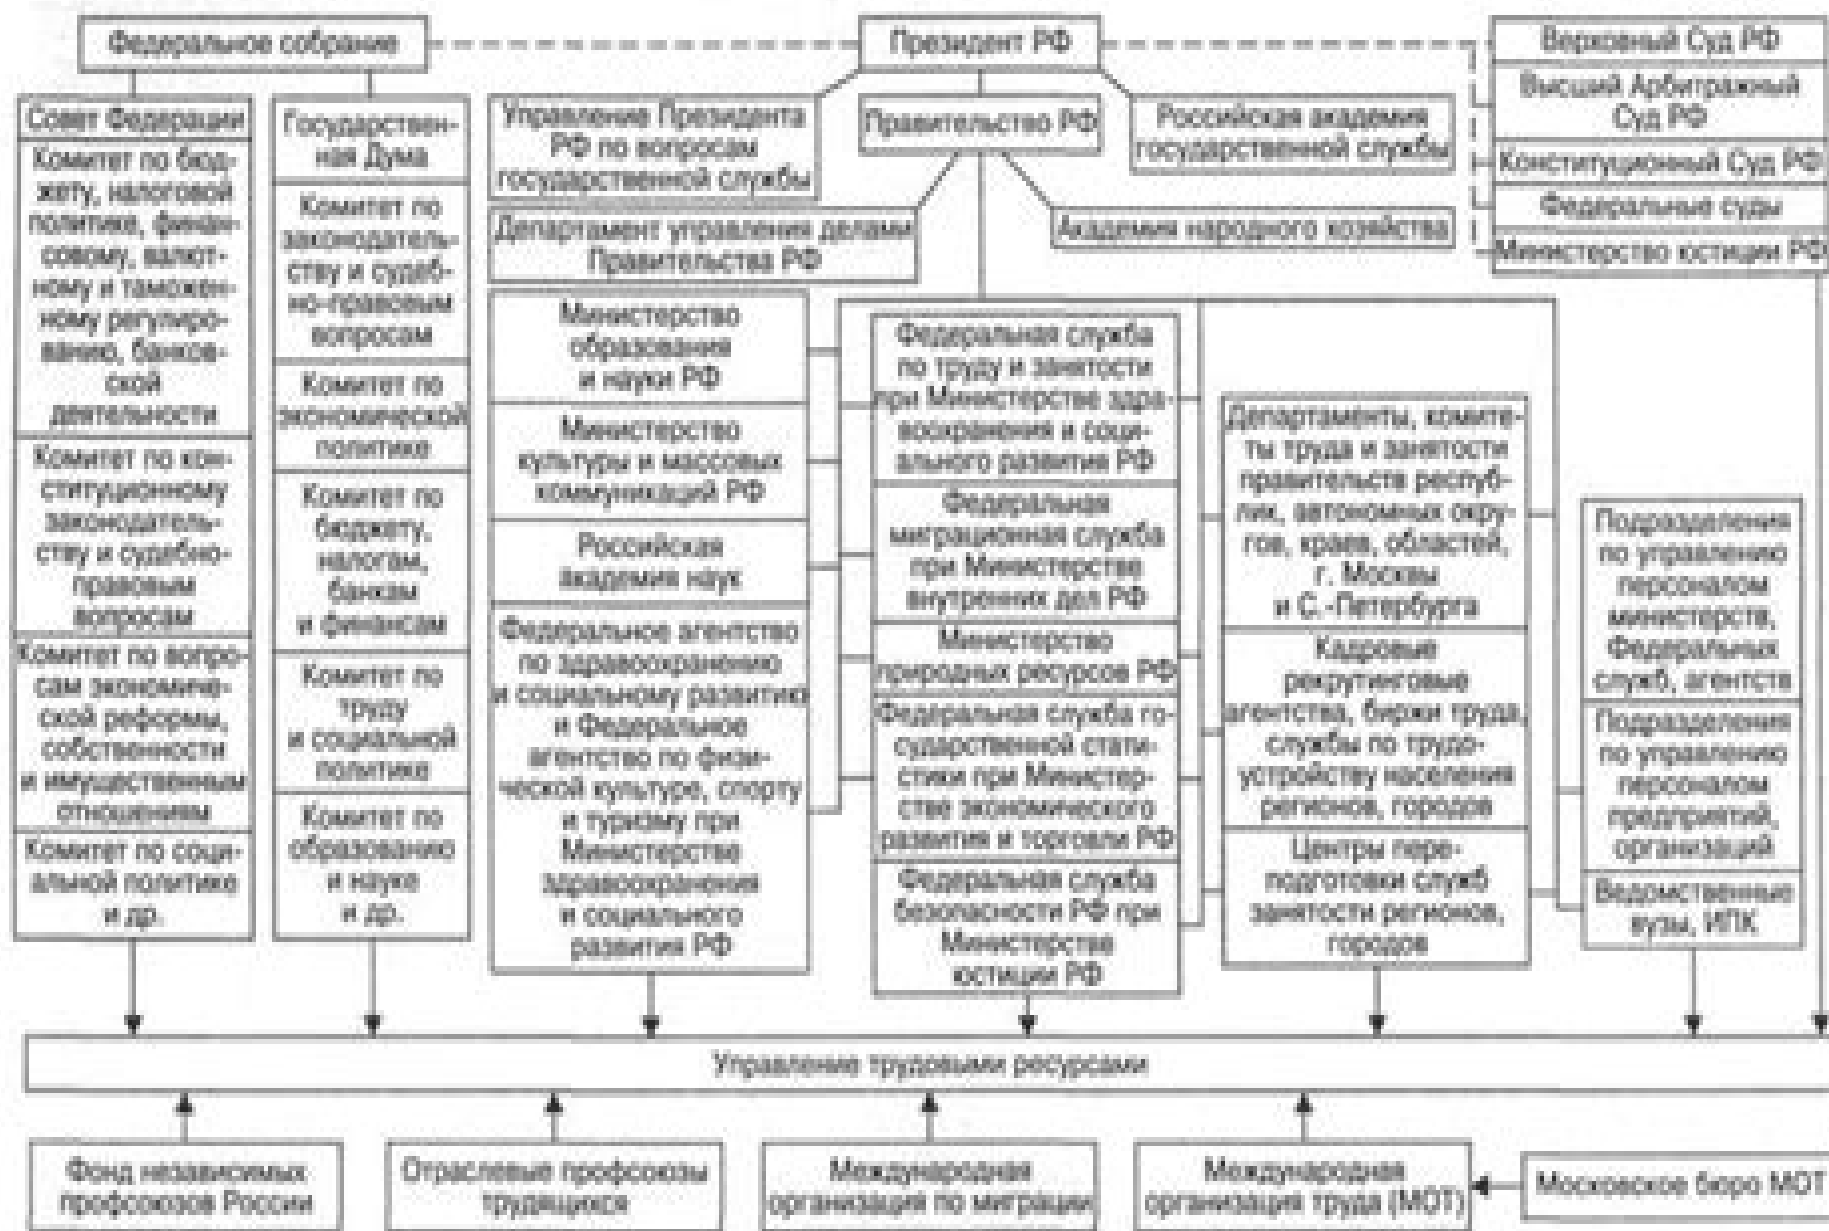 Федеральное собрание
Президент РФ
Верховный Суд РФ
Высший Арбитражный
Суд РФ
Конституционный Суд РФ
Федеральные суды
Министерство юстиции РФ
Управление Президента
РФ по вопросам
государственной службы
Правительство РФ
Российская академия
государственной службы
Департамент управления делами
Правительства РФ
Академия народного хозяйства
Совет Федерации
Комитет по бюд-
жету, налоговой
политике, финан-
совому, валют-
ному и таможен-
ному регулиро-
ванию, банков-
ской
деятельности
Комитет по кон-
ституционному
законодатель-
ству и судебно-
правовым
вопросам
Комитет по вопро-
сам экономиче-
ской реформы,
собственности
и имущественным
отношениям
Комитет по соци-
альной политике
и др.
Государствен-
ная Дума
Комитет по
законодатель-
ству и судеб-
но-правовым
вопросам
Комитет по
экономической
политике
Комитет по
бюджету,
налогам,
банкам
и финансам
Комитет по
труду
и социальной
политике
Комитет по
образованию
и науке
и др.
Министерство
образования
и науки РФ
Министерство
культуры и массовых
коммуникаций РФ
Российская
академия наук
Федеральное агентство
по здравоохранению
и социальному развитию
и Федеральное
агентство по физи-
ческой культуре, спорту
и туризму при
Министерстве
здравоохранения
и социального
развития РФ
Федеральная служба
по труду и занятости
при Министерстве здра-
воохранения и соци-
ального развития РФ
Федеральная
миграционная служба
при Министерстве
внутренних дел РФ
Министерство
природных ресурсов РФ
Федеральная служба го-
сударственной стати-
стики при Министер-
стве экономического
развития и торговли РФ
Федеральная служба
безопасности РФ при
Министерстве
юстиции РФ
Департаменты, комите-
ты труда и занятости
правительств респуб-
лик, автономных окру-
гов, краев, областей,
г. Москвы
и С.-Петербурга
Кадровые
рекрутинговые
агентства, биржи труда,
службы по трудо-
устройству населения
регионов, городов
Центры пере-
подготовки служб
занятости регионов,
городов
Подразделения
по управлению
персоналом
министерств,
Федеральных
служб, агентств
Подразделения
по управлению
персоналом
предприятий,
организаций
Ведомственные
вузы, ИПК
Управление трудовыми ресурсами
Фонд независимых
профсоюзов России
Отраслевые профсоюзы
трудящихся
Международная
организация по миграции
Международная
организация труда (МОТ)
Московское бюро МОТ